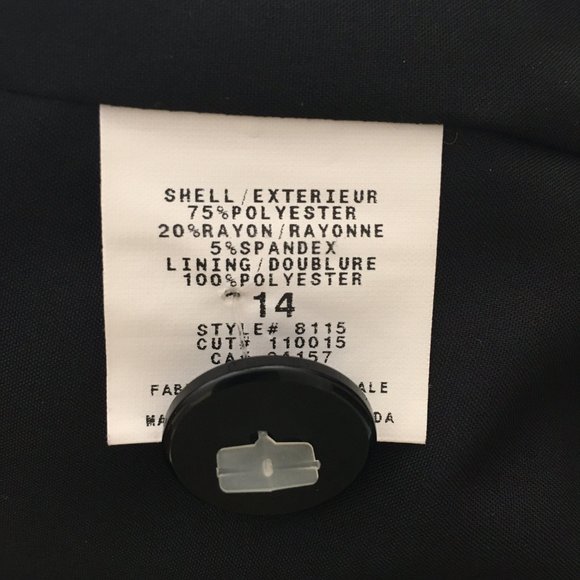 SHELL/EXTERIEUR
75%POLYESTER
20%RAYON/RAYONNE
5%SPANDEX
LINING/DOUBLURE
100%POLYESTER
14
STYLE# 8115
CUT# 110015